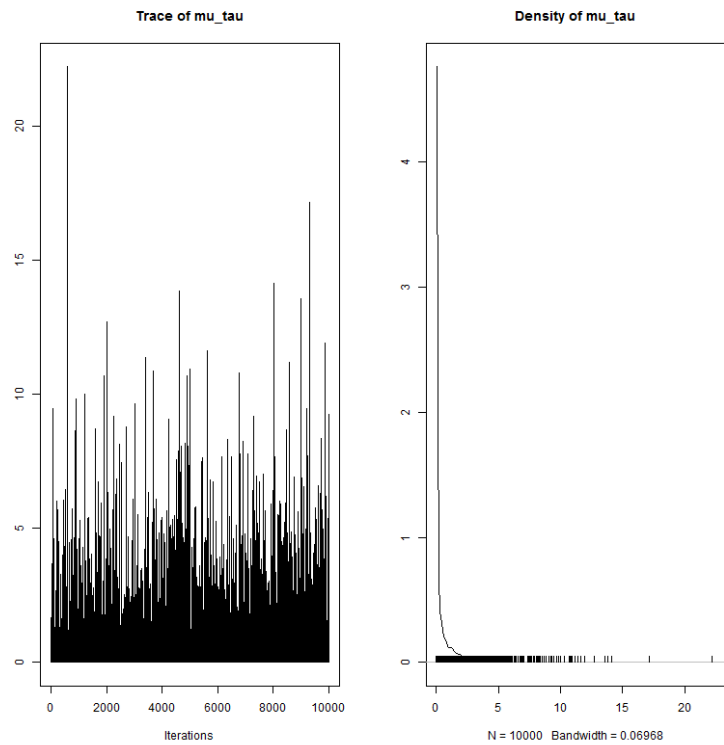 Trace of mu_tau
20
15
10
5
0
0 2000 4000 6000 8000 10000
Iterations
Density of mu_tau
4
3
2
1
0
0 5 10 15 20
N = 10000 Bandwidth = 0.06968